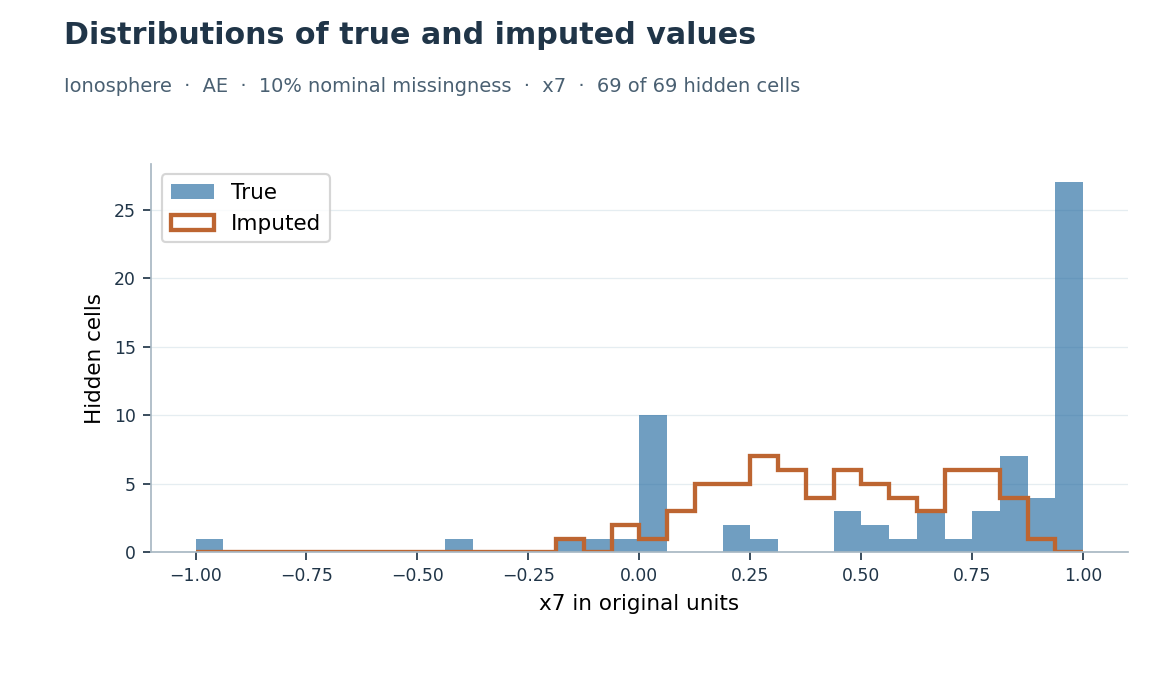 Distributions of true and imputed values
Ionosphere · AE · 10% nominal missingness · x7 · 69 of 69 hidden cells
True
Imputed
Hidden cells
25
20
15
10
5
0
−1.00 −0.75 −0.50 −0.25 0.00 0.25 0.50 0.75 1.00
x7 in original units